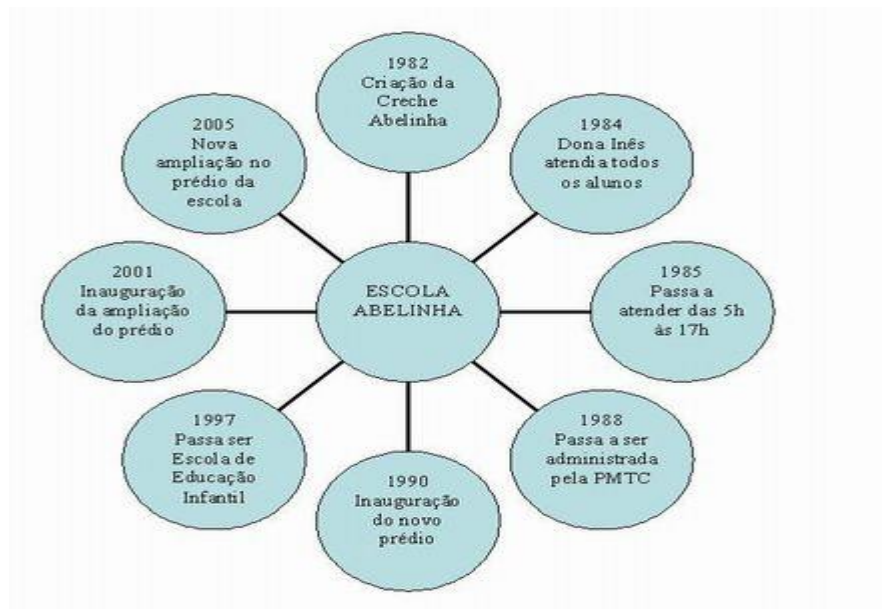 1982
Criação da
Creche
Abelinha
1984
Dona Inês
atendia todos
os alunos
1985
Passa a
atender das 5h
às 17h
1988
Passa a ser
administrada
pela PMTC
1990
Inauguração
do novo
prédio
1997
Passa ser
Escola de
Educação
Infantil
2001
Inauguração
da ampliação
do prédio
2005
Nova
ampliação no
prédio da
escola
ESCOLA
ABELINHA